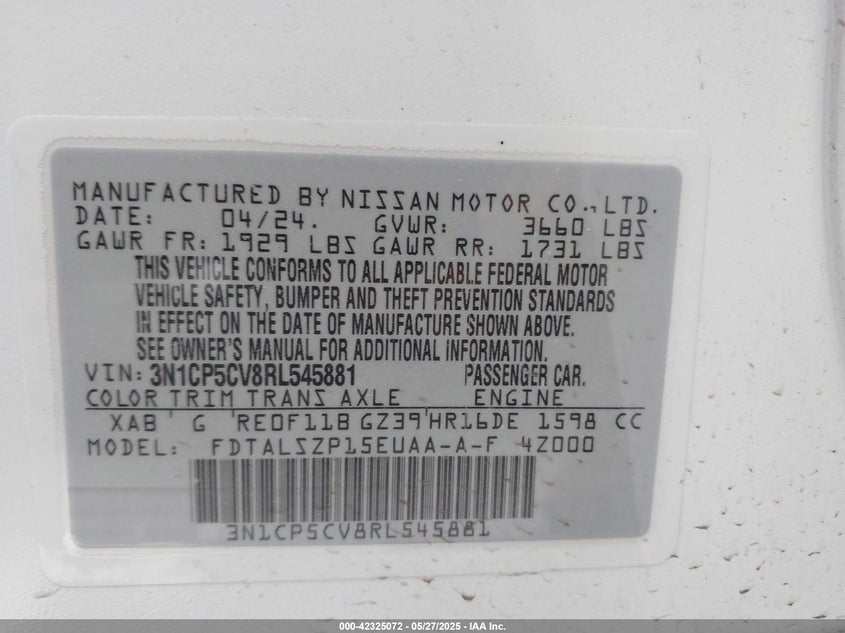 MANUFACTURED BY NISSAN MOTOR CO.,LTD.
DATE: 04/24. GVWR: 3660 LBS
GAWR FR: 1929 LBS GAWR RR: 1731 LBS
THIS VEHICLE CONFORMS TO ALL APPLICABLE FEDERAL MOTOR
VEHICLE SAFETY, BUMPER AND THEFT PREVENTION STANDARDS
IN EFFECT ON THE DATE OF MANUFACTURE SHOWN ABOVE.
SEE OWNER'S MANUAL FOR ADDITIONAL INFORMATION.
VIN: 3N1CP5CV8RL545881 PASSENGER CAR.
COLOR TRIM TRANS AXLE ENGINE
XAB G RE0F11B GZ39 HR16DE 1598 CC
MODEL: FDTALSZP15EUAA-A-F 4Z000
3N1CP5CV8RL545881
000-42325072 — 05/27/2025 — IAA Inc.